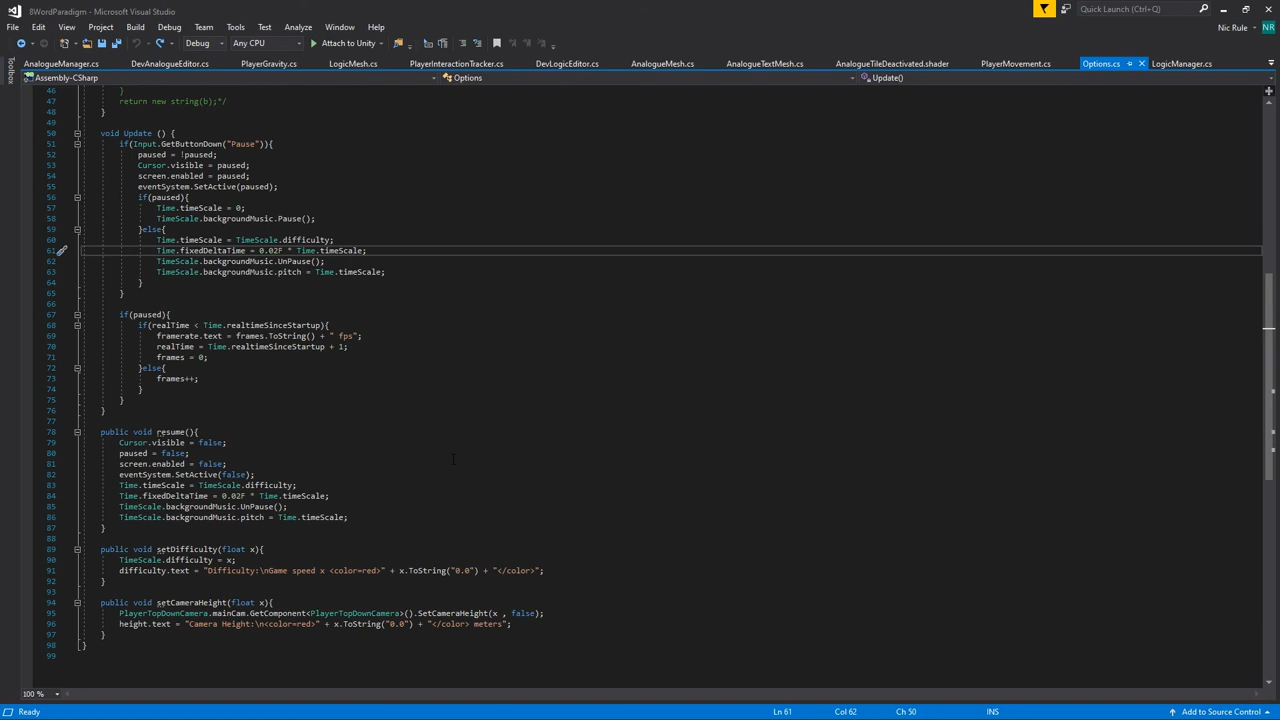 8WordParadigm - Microsoft Visual Studio
Quick Launch (Ctrl+Q)
File Edit View Project Debug Team Tools Test Analyze Window Help
Nic Rule NR
Debug Any CPU Attach to Unity
Toolbox
AnalogueManager.cs DevAnalogueEditor.cs PlayerGravity.cs LogicMesh.cs PlayerInteractionTracker.cs DevLogicEditor.cs AnalogueMesh.cs AnalogueTextMesh.cs AnalogueTileDeactivated.shader PlayerMovement.cs Options.cs LogicManager.cs
Assembly-CSharp Options Update()
46 }
47 return new string(b);*/
48 }
49
50 void Update () {
51 if(Input.GetButtonDown("Pause")){
52 paused = !paused;
53 Cursor.visible = paused;
54 screen.enabled = paused;
55 eventSystem.SetActive(paused);
56 if(paused){
57 Time.timeScale = 0;
58 TimeScale.backgroundMusic.Pause();
59 }else{
60 Time.timeScale = TimeScale.difficulty;
61 Time.fixedDeltaTime = 0.02F * Time.timeScale;
62 TimeScale.backgroundMusic.UnPause();
63 TimeScale.backgroundMusic.pitch = Time.timeScale;
64 }
65 }
66
67 if(paused){
68 if(realTime < Time.realtimeSinceStartup){
69 framerate.text = frames.ToString() + " fps";
70 realTime = Time.realtimeSinceStartup + 1;
71 frames = 0;
72 }else{
73 frames++;
74 }
75 }
76 }
77
78 public void resume(){
79 Cursor.visible = false;
80 paused = false;
81 screen.enabled = false;
82 eventSystem.SetActive(false);
83 Time.timeScale = TimeScale.difficulty;
84 Time.fixedDeltaTime = 0.02F * Time.timeScale;
85 TimeScale.backgroundMusic.UnPause();
86 TimeScale.backgroundMusic.pitch = Time.timeScale;
87 }
88
89 public void setDifficulty(float x){
90 TimeScale.difficulty = x;
91 difficulty.text = "Difficulty:\nGame speed x <color=red>" + x.ToString("0.0") + "</color>";
92 }
93
94 public void setCameraHeight(float x){
95 PlayerTopDownCamera.mainCam.GetComponent<PlayerTopDownCamera>().SetCameraHeight(x , false);
96 height.text = "Camera Height:\n<color=red>" + x.ToString("0.0") + "</color> meters";
97 }
98 }
99
100 %
Ready Ln 61 Col 62 Ch 50 INS Add to Source Control